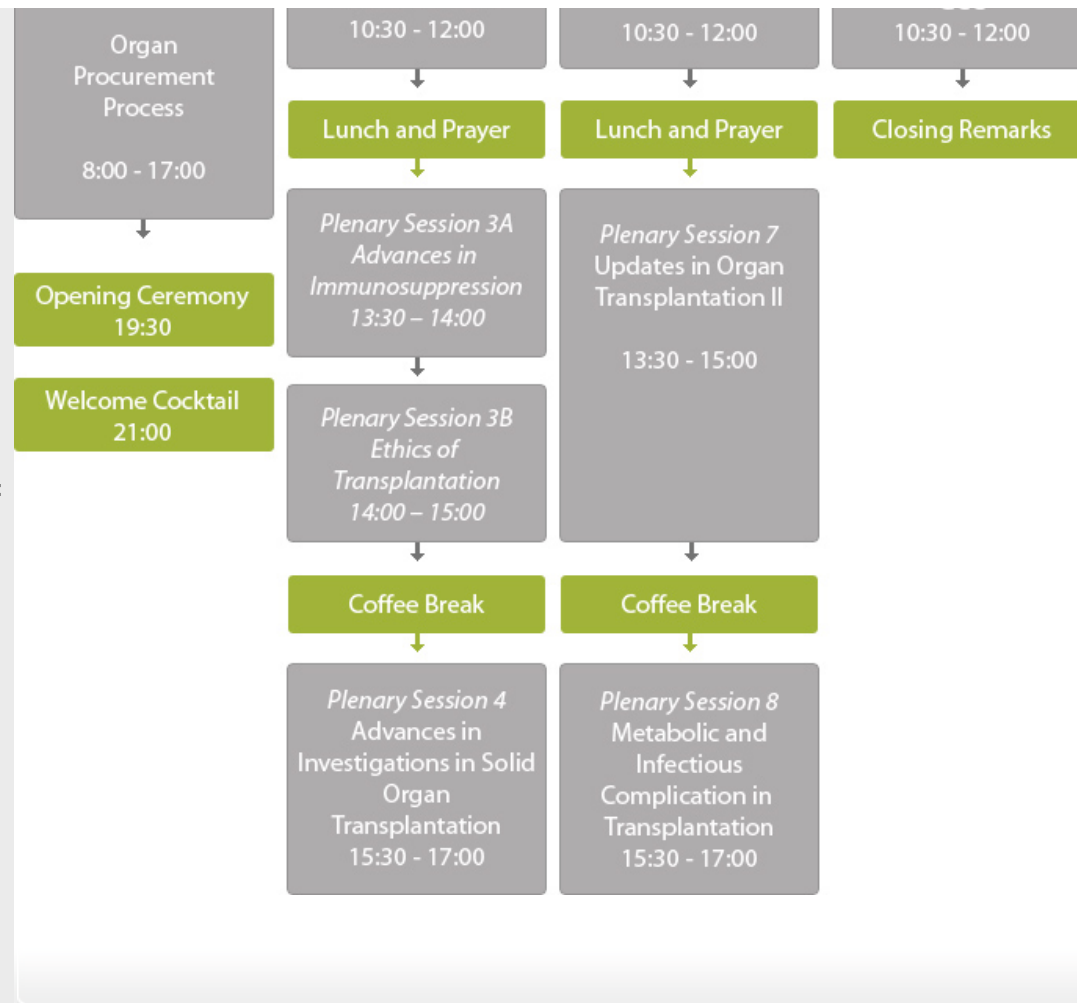 Organ
Procurement
Process
8:00 - 17:00
Opening Ceremony
19:30
Welcome Cocktail
21:00
10:30 - 12:00
Lunch and Prayer
Plenary Session 3A
Advances in
Immunosuppression
13:30 – 14:00
Plenary Session 3B
Ethics of
Transplantation
14:00 – 15:00
Coffee Break
Plenary Session 4
Advances in
Investigations in Solid
Organ
Transplantation
15:30 - 17:00
10:30 - 12:00
Lunch and Prayer
Plenary Session 7
Updates in Organ
Transplantation II
13:30 - 15:00
Coffee Break
Plenary Session 8
Metabolic and
Infectious
Complication in
Transplantation
15:30 - 17:00
10:30 - 12:00
Closing Remarks